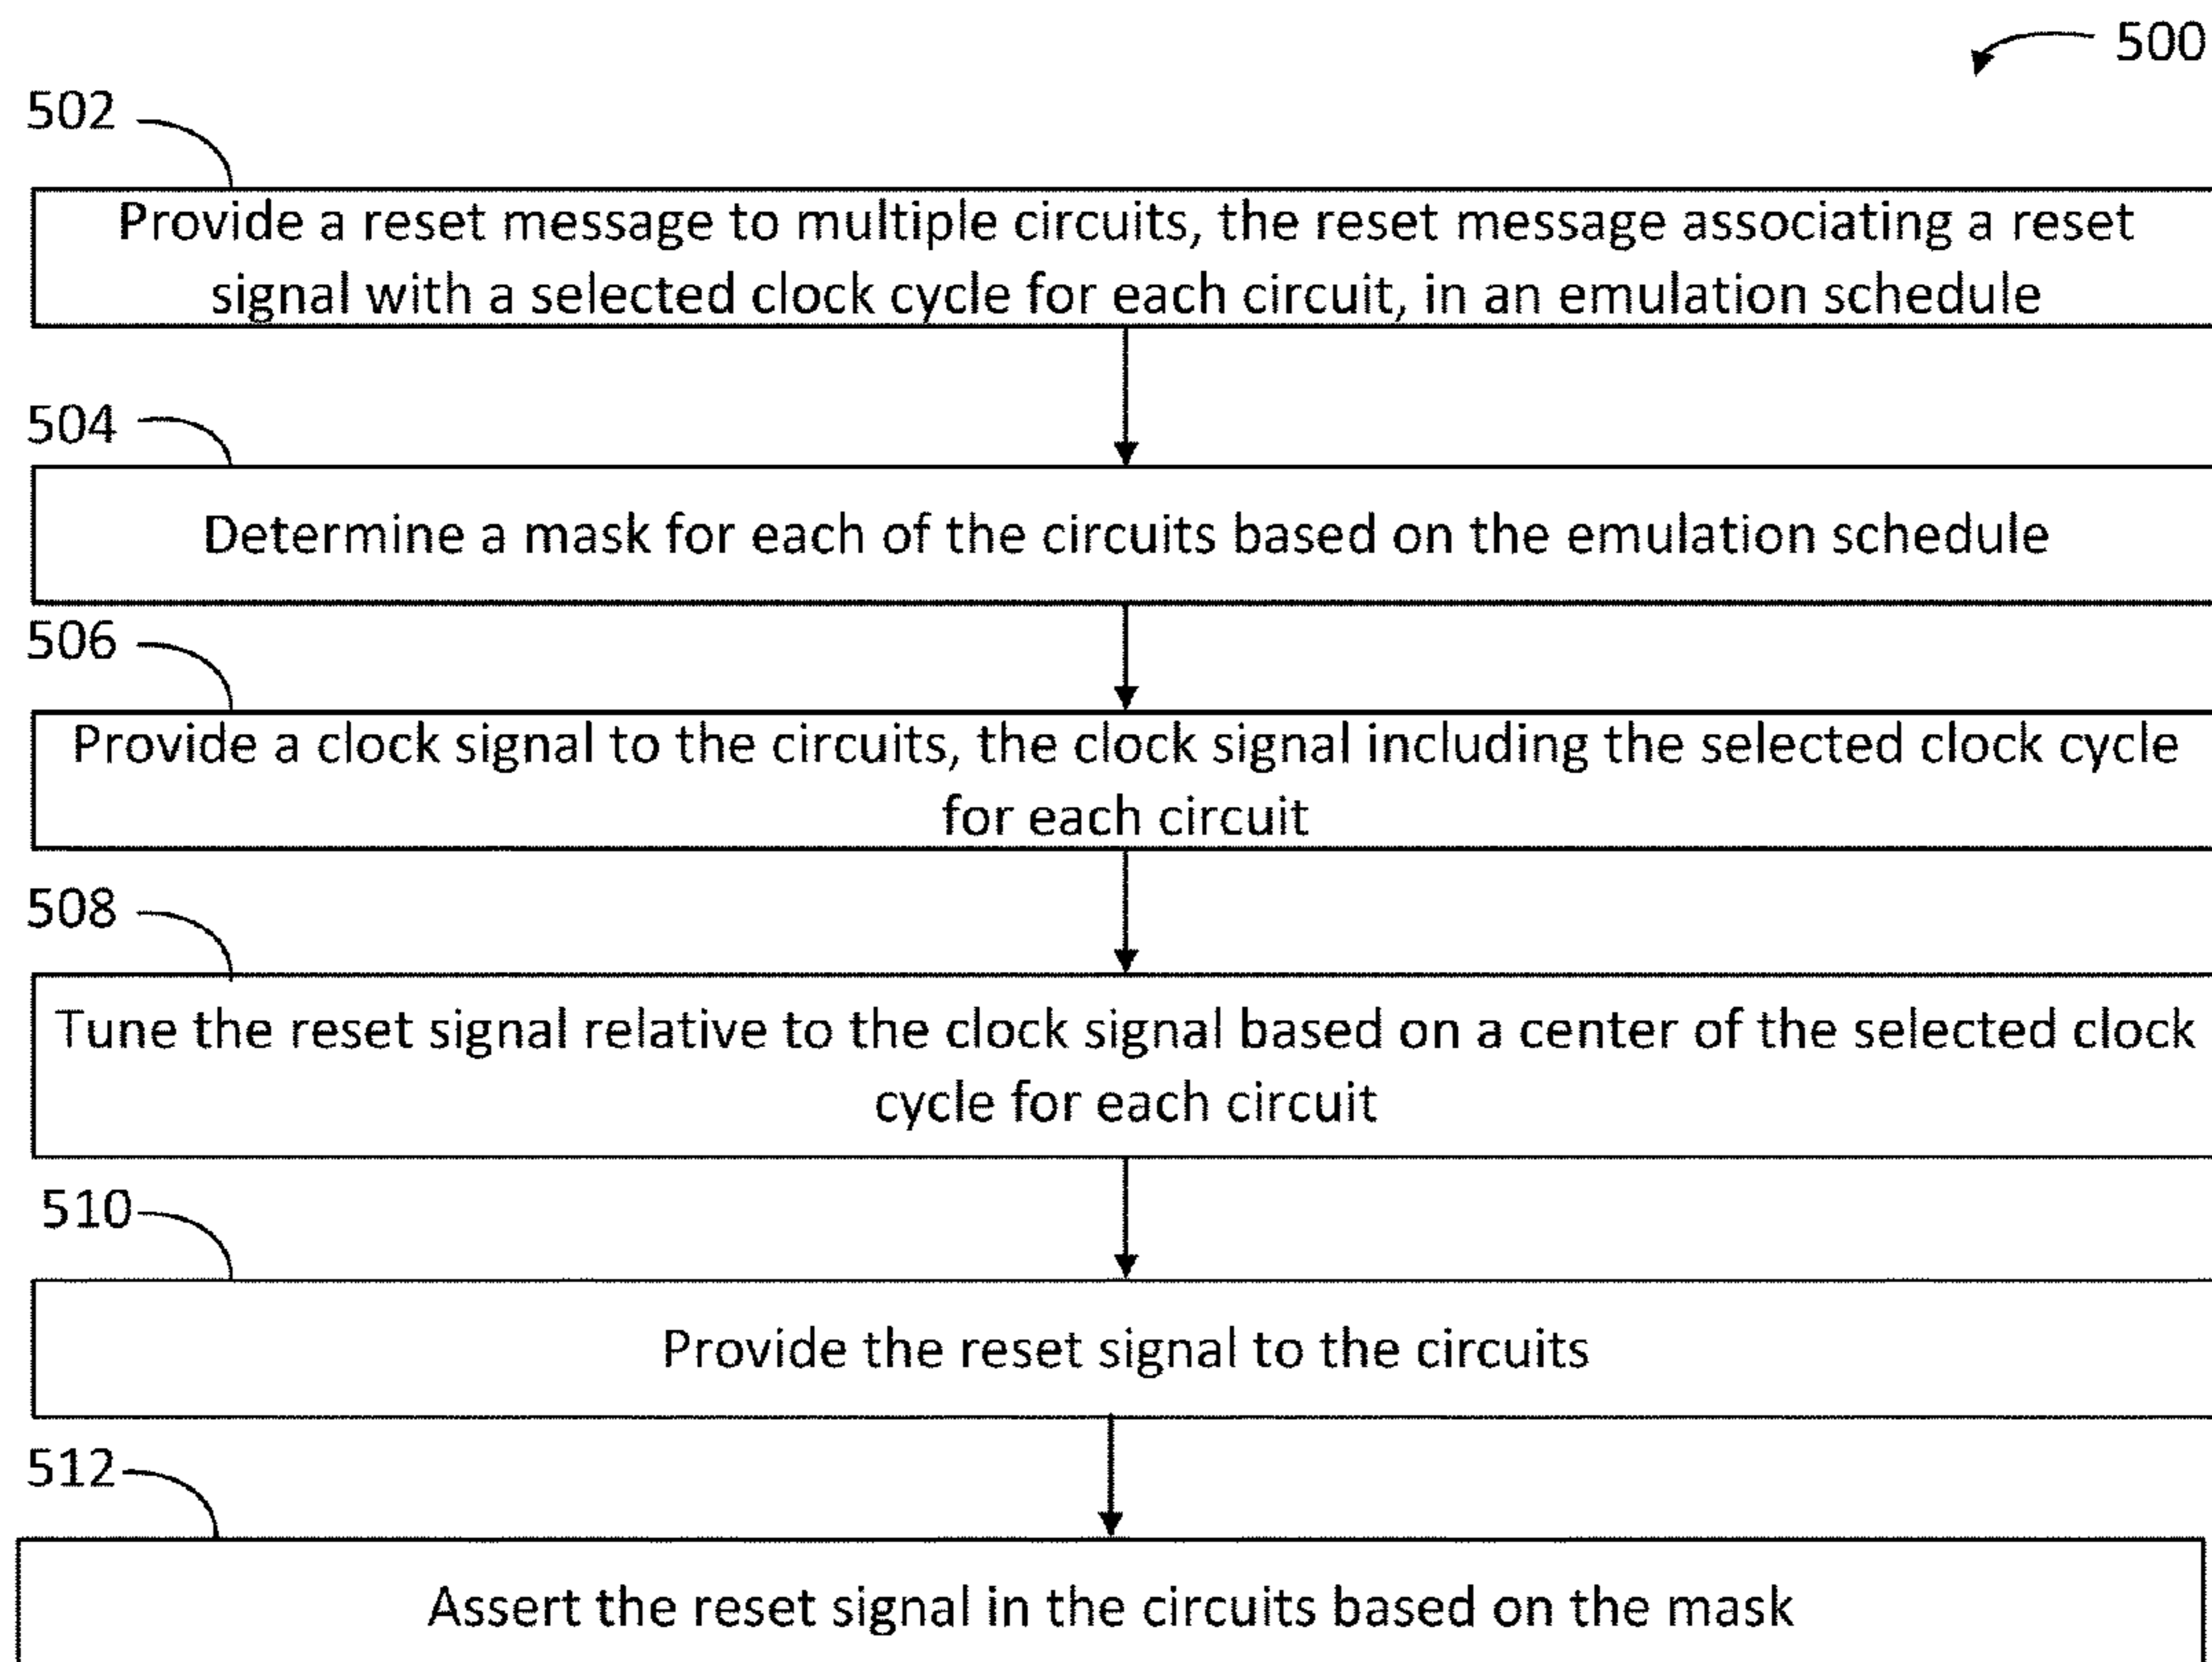 500
502
Provide a reset message to multiple circuits, the reset message associating a reset
signal with a selected clock cycle for each circuit, in an emulation schedule
504
Determine a mask for each of the circuits based on the emulation schedule
506
Provide a clock signal to the circuits, the clock signal including the selected clock cycle
for each circuit
508
Tune the reset signal relative to the clock signal based on a center of the selected clock
cycle for each circuit
510
Provide the reset signal to the circuits
512
Assert the reset signal in the circuits based on the mask